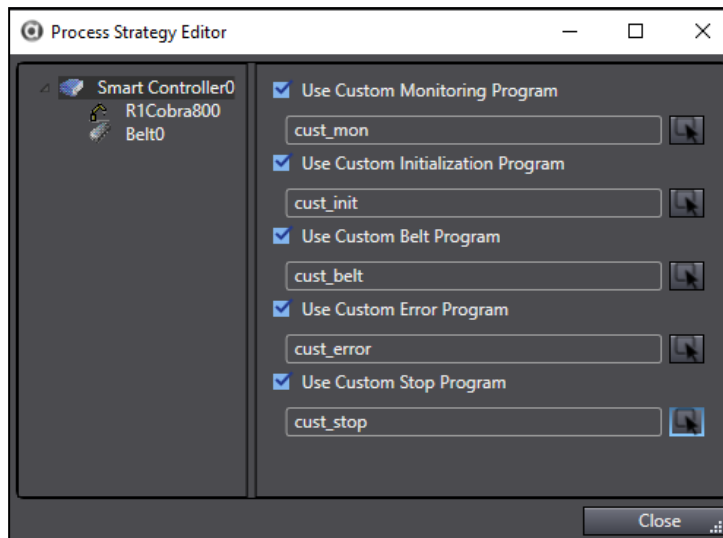 Process Strategy Editor
Smart Controller0
R1Cobra800
Belt0
Use Custom Monitoring Program
cust_mon
Use Custom Initialization Program
cust_init
Use Custom Belt Program
cust_belt
Use Custom Error Program
cust_error
Use Custom Stop Program
cust_stop
Close